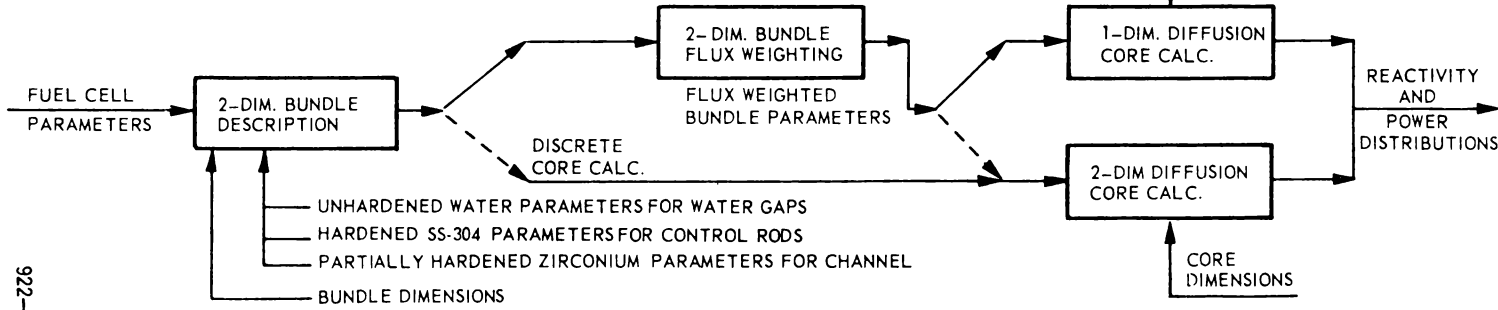 FUEL CELL
PARAMETERS
2-DIM. BUNDLE
DESCRIPTION
2-DIM. BUNDLE
FLUX WEIGHTING
FLUX WEIGHTED
BUNDLE PARAMETERS
DISCRETE
CORE CALC.
1-DIM. DIFFUSION
CORE CALC.
2-DIM DIFFUSION
CORE CALC.
REACTIVITY
AND
POWER
DISTRIBUTIONS
UNHARDENED WATER PARAMETERS FOR WATER GAPS
HARDENED SS-304 PARAMETERS FOR CONTROL RODS
PARTIALLY HARDENED ZIRCONIUM PARAMETERS FOR CHANNEL
BUNDLE DIMENSIONS
CORE
DIMENSIONS
922-